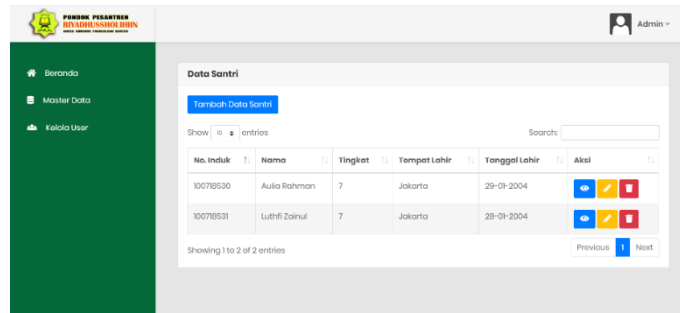 PONDOK PESANTREN
RIYADHUSSHOLIHIIN
Admin
Beranda
Master Data
Kelola User
Data Santri
Tambah Data Santri
Show 10 entries
Search:
No. Induk Nama Tingkat Tempat Lahir Tanggal Lahir Aksi
100718530 Aulia Rahman 7 Jakarta 29-01-2004
100718531 Luthfi Zainul 7 Jakarta 28-01-2004
Showing 1 to 2 of 2 entries
Previous 1 Next